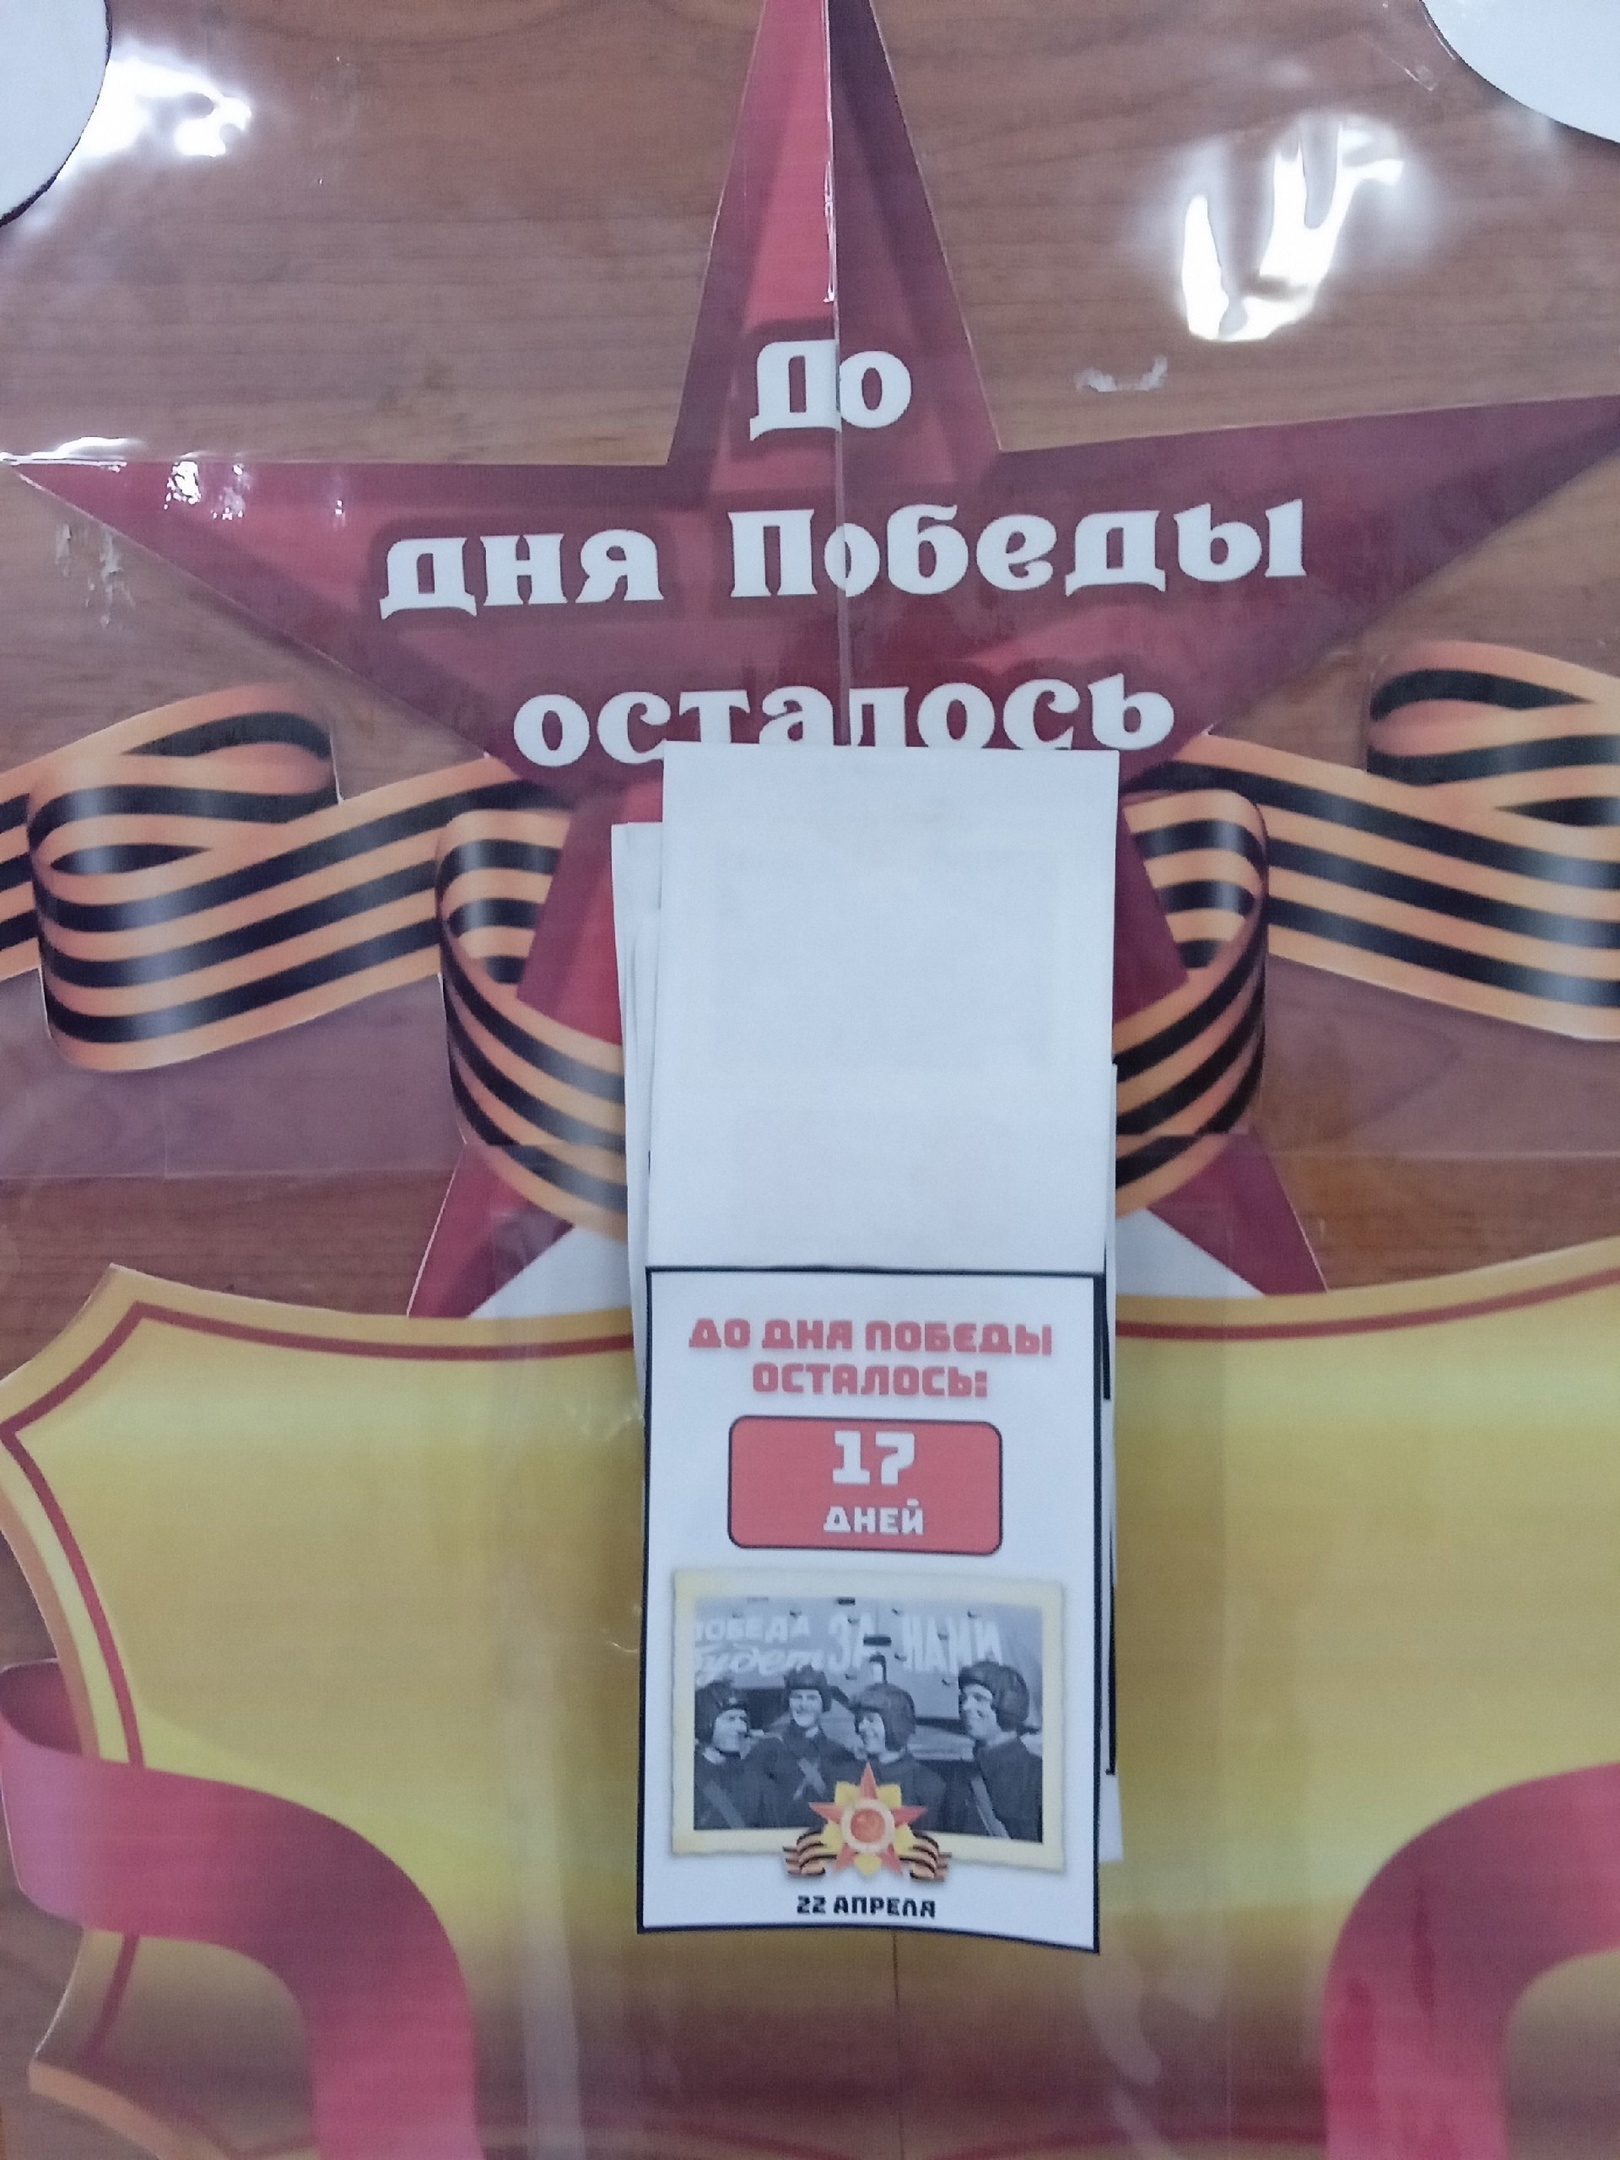 До
дня Победы
осталось
ДО ДНЯ ПОБЕДЫ
ОСТАЛОСЬ:
17
ДНЕЙ
ПОБЕДА
будет ЗА НАМИ
22 АПРЕЛЯ